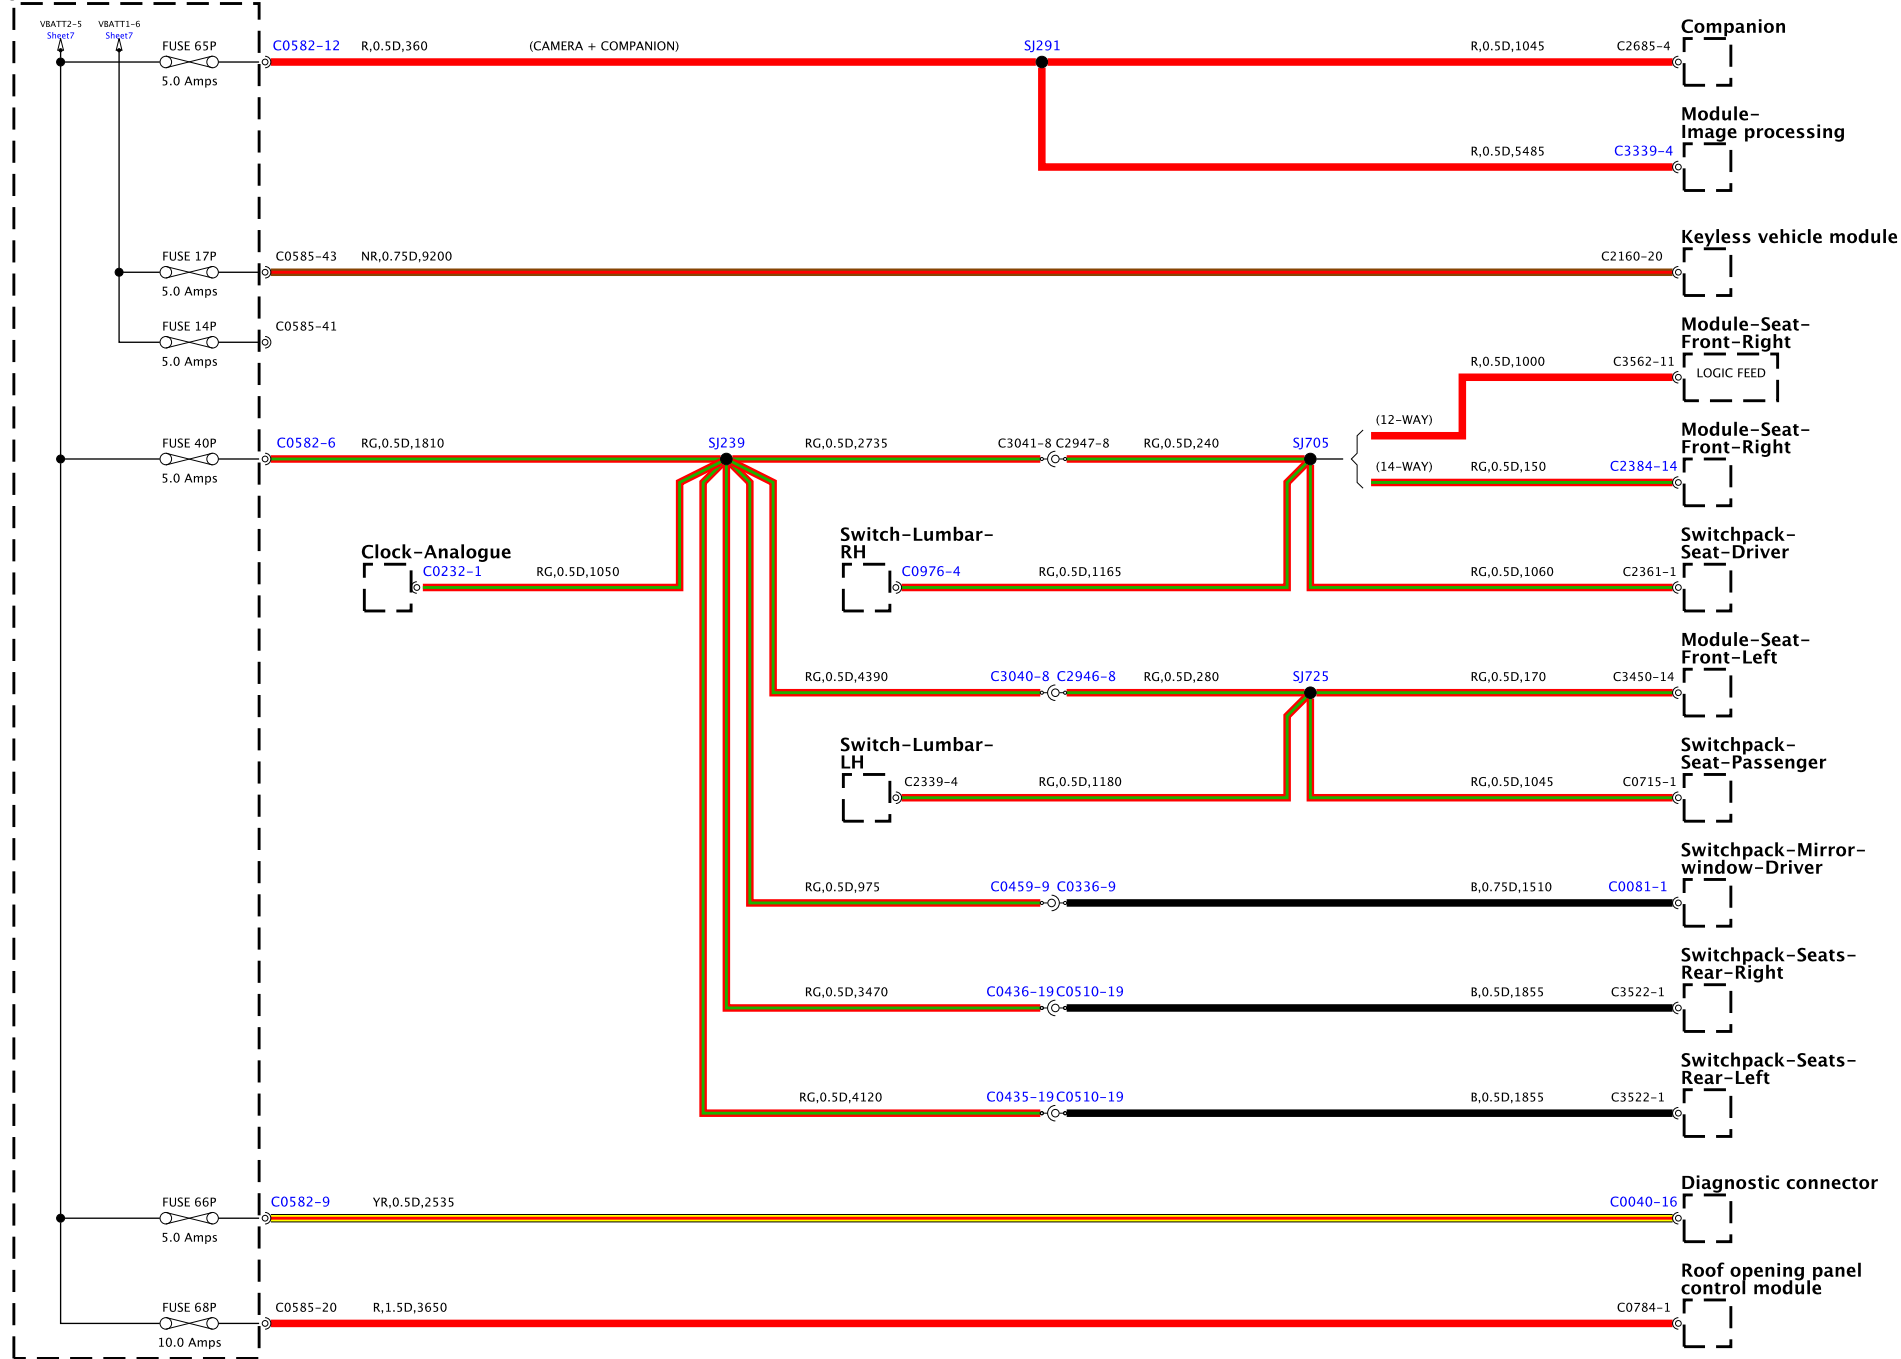 VBATT2-5 VBATT1-6
Sheet7 Sheet7
FUSE 65P
5.0 Amps
C0582-12 R,0.5D,360 (CAMERA + COMPANION) SJ291 R,0.5D,1045 C2685-4
Companion
Module-
Image processing
R,0.5D,5485 C3339-4
Keyless vehicle module
FUSE 17P
5.0 Amps
C0585-43 NR,0.75D,9200 C2160-20
FUSE 14P
5.0 Amps
C0585-41
Module-Seat-
Front-Right
R,0.5D,1000 C3562-11
LOGIC FEED
(12-WAY)
Module-Seat-
Front-Right
FUSE 40P
5.0 Amps
C0582-6 RG,0.5D,1810 SJ239 RG,0.5D,2735 C3041-8 C2947-8 RG,0.5D,240 SJ705
(14-WAY) RG,0.5D,150 C2384-14
Clock-Analogue
C0232-1 RG,0.5D,1050
Switch-Lumbar-
RH
C0976-4 RG,0.5D,1165
Switchpack-
Seat-Driver
RG,0.5D,1060 C2361-1
Module-Seat-
Front-Left
RG,0.5D,4390 C3040-8 C2946-8 RG,0.5D,280 SJ725 RG,0.5D,170 C3450-14
Switch-Lumbar-
LH
C2339-4 RG,0.5D,1180
Switchpack-
Seat-Passenger
RG,0.5D,1045 C0715-1
Switchpack-Mirror-
window-Driver
RG,0.5D,975 C0459-9 C0336-9 B,0.75D,1510 C0081-1
Switchpack-Seats-
Rear-Right
RG,0.5D,3470 C0436-19 C0510-19 B,0.5D,1855 C3522-1
Switchpack-Seats-
Rear-Left
RG,0.5D,4120 C0435-19 C0510-19 B,0.5D,1855 C3522-1
Diagnostic connector
FUSE 66P
5.0 Amps
C0582-9 YR,0.5D,2535 C0040-16
Roof opening panel
control module
FUSE 68P
10.0 Amps
C0585-20 R,1.5D,3650 C0784-1